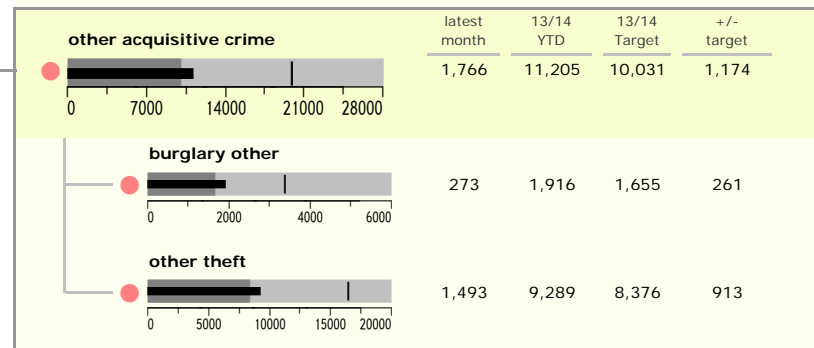 latest 13/14 13/14 +/-
other acquisitive crime month YTD Target target
1,766 11,205 10,031 1,174
0 7000 14000 21000 28000
burglary other
273 1,916 1,655 261
0 2000 4000 6000
other theft
1,493 9,289 8,376 913
0 5000 10000 15000 20000